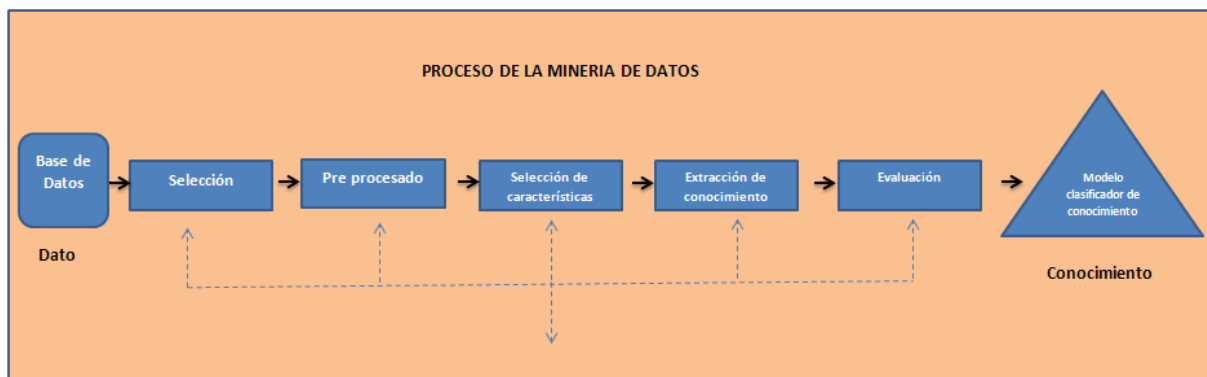 PROCESO DE LA MINERIA DE DATOS
Base de
Datos
Selección
Pre procesado
Selección de
características
Extracción de
conocimiento
Evaluación
Modelo
clasificador de
conocimiento
Dato
Conocimiento